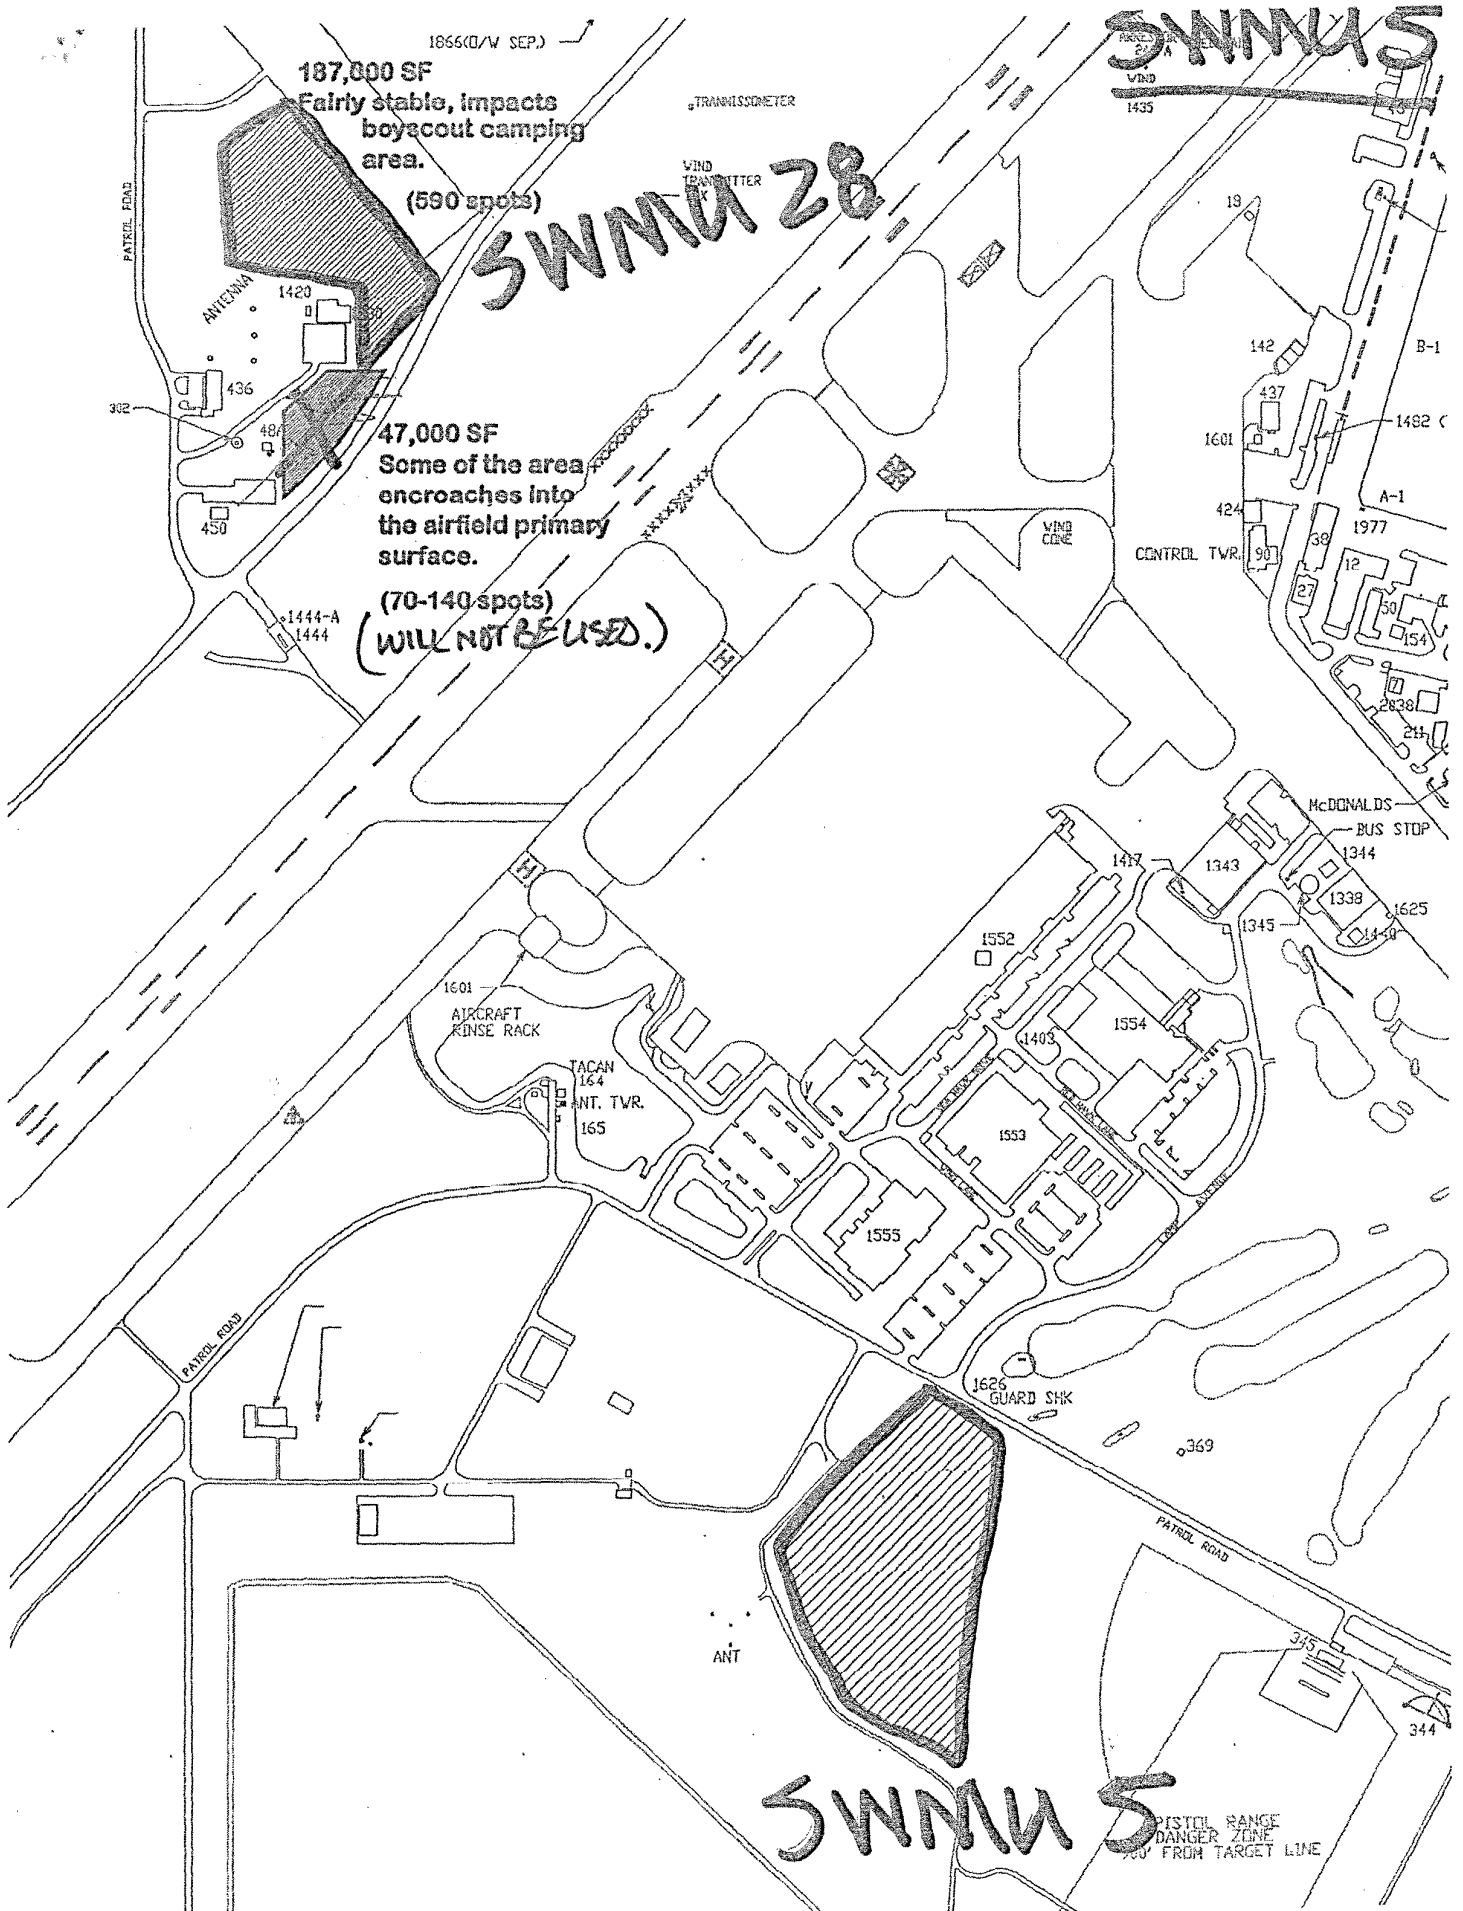 1866(O/W SEP.)
SWMU 5
187,000 SF
Fairly stable, impacts
boyscout camping
area.
(590 spots)
TRANNISSOMETER
WIND
1435
WIND
SWMU 28
PATROL ROAD
ANTENNA
1420
19
142
B-1
436
302
437
1482
1601
47,000 SF
Some of the area
encroaches into
the airfield primary
surface.
(70-140 spots)
(WILL NOT BE USED.)
450
A-1
1977
424
WIND
CONE
CONTROL TWR.
90
38
12
27
50
154
1444-A
1444
7
2838
211
McDONALDS
BUS STOP
1417
1343
1344
1338
1625
1345
1440
1552
1601
AIRCRAFT
RINSE RACK
1554
1403
TACAN
164
ANT. TWR.
165
1553
1555
AVENUE
PATROL ROAD
1626
GUARD SHK
369
PATROL ROAD
ANT
345
344
SWMU 5
PISTOL RANGE
DANGER ZONE
FROM TARGET LINE